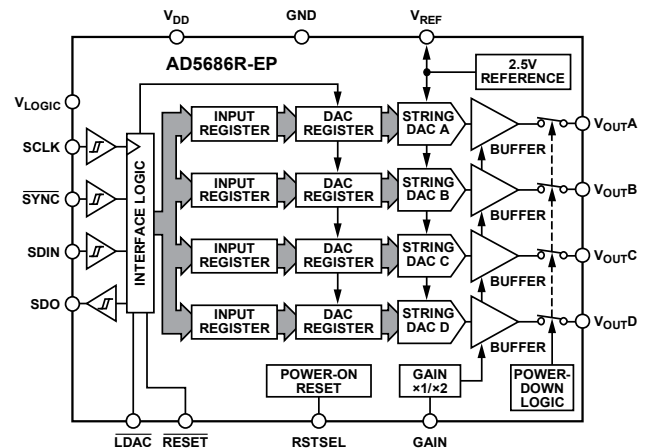 VDD
GND
VREF
AD5686R-EP
2.5V
REFERENCE
VLOGIC
SCLK
SYNC
SDIN
SDO
INTERFACE LOGIC
INPUT
REGISTER
DAC
REGISTER
STRING
DAC A
BUFFER
VOUTA
INPUT
REGISTER
DAC
REGISTER
STRING
DAC B
BUFFER
VOUTB
INPUT
REGISTER
DAC
REGISTER
STRING
DAC C
BUFFER
VOUTC
INPUT
REGISTER
DAC
REGISTER
STRING
DAC D
BUFFER
VOUTD
POWER-ON
RESET
GAIN
×1/×2
POWER-
DOWN
LOGIC
LDAC
RESET
RSTSEL
GAIN